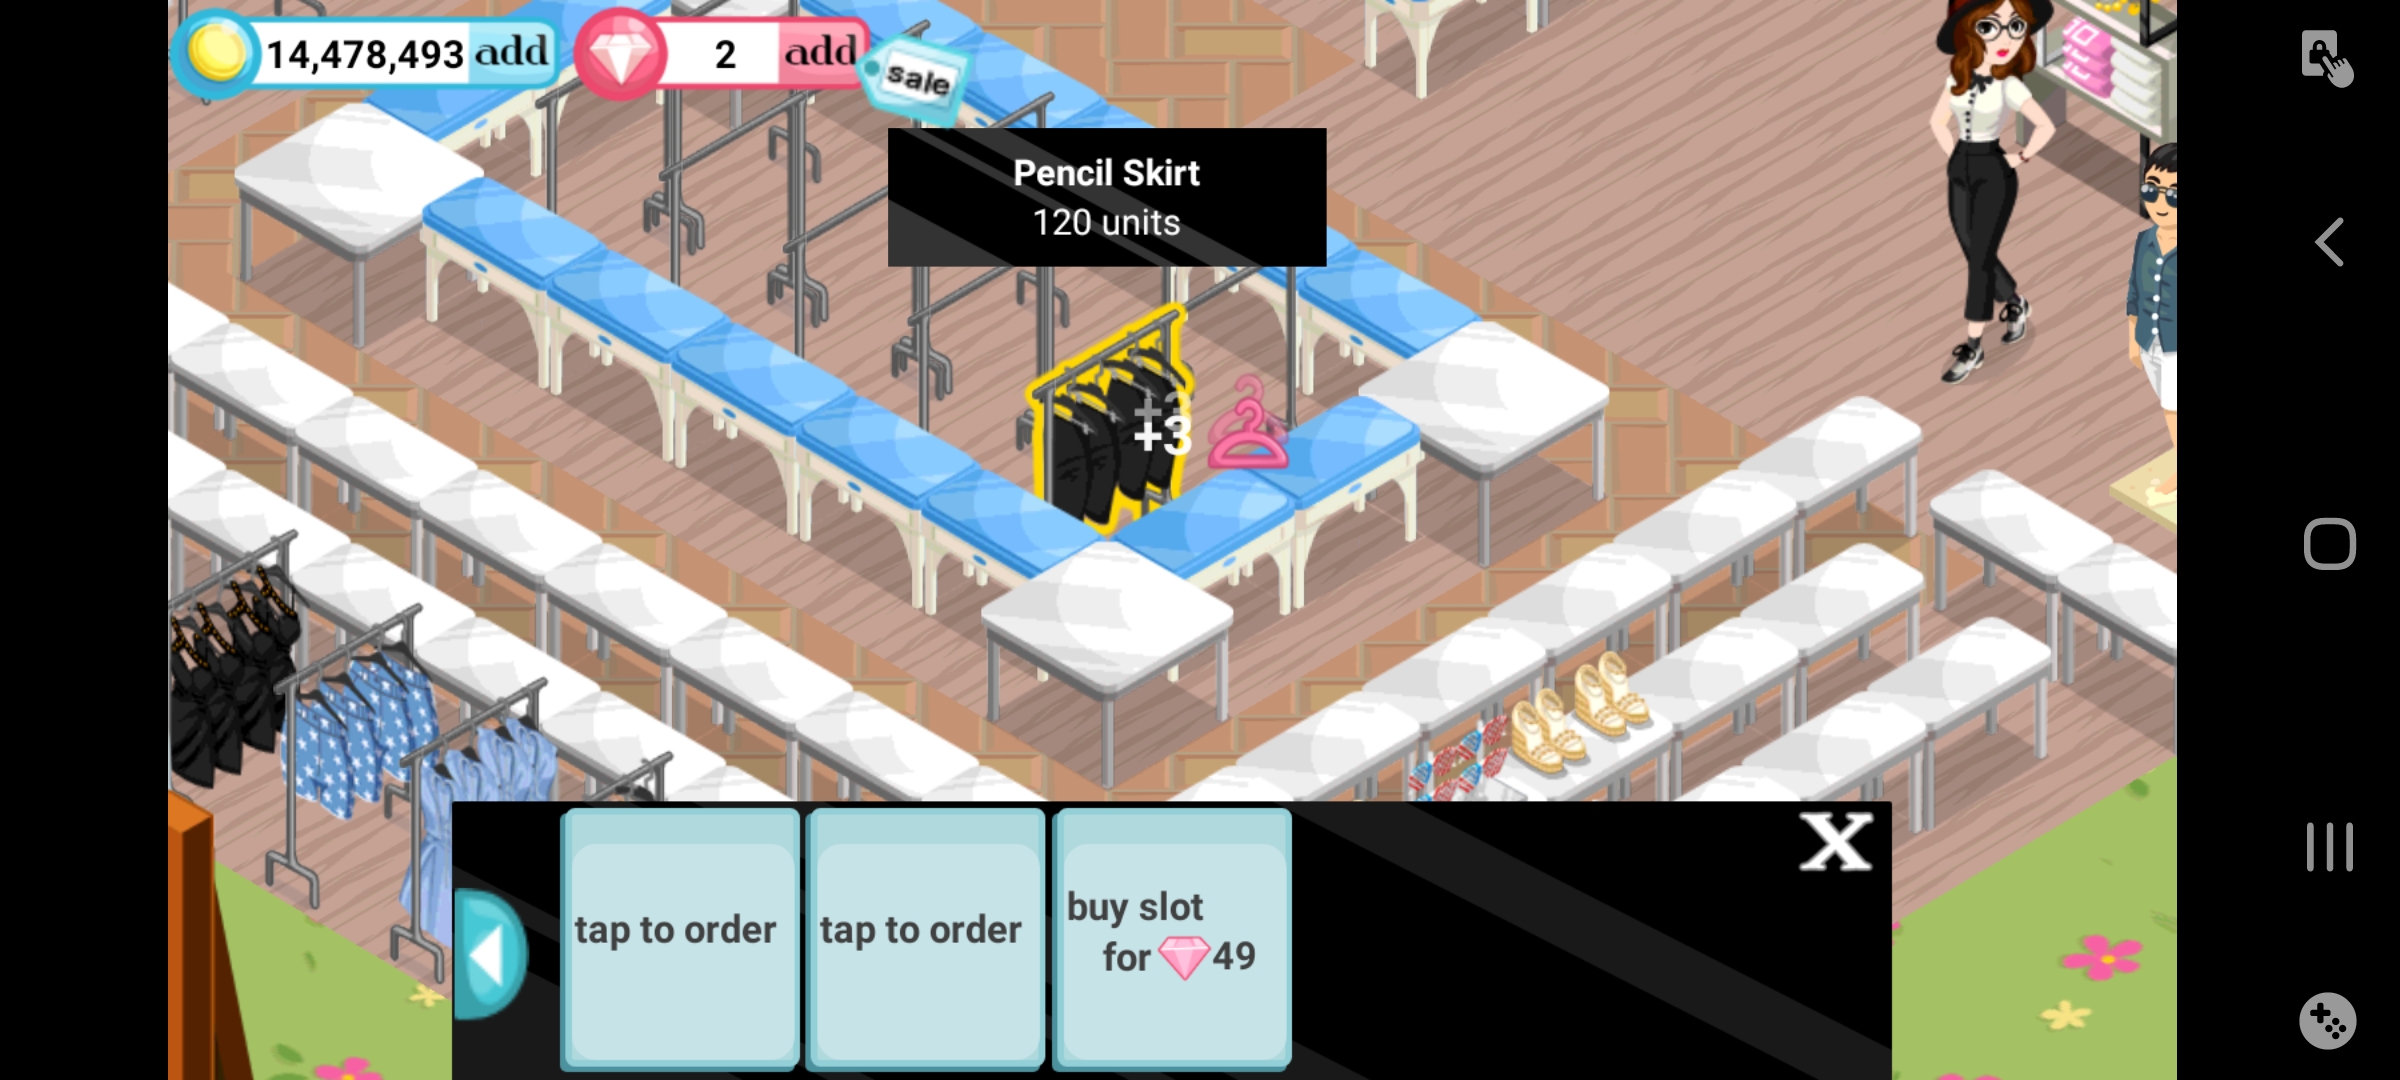 14,478,493 add
2 add
sale
Pencil Skirt
120 units
+3
+3
tap to order
tap to order
buy slot
for 49
X